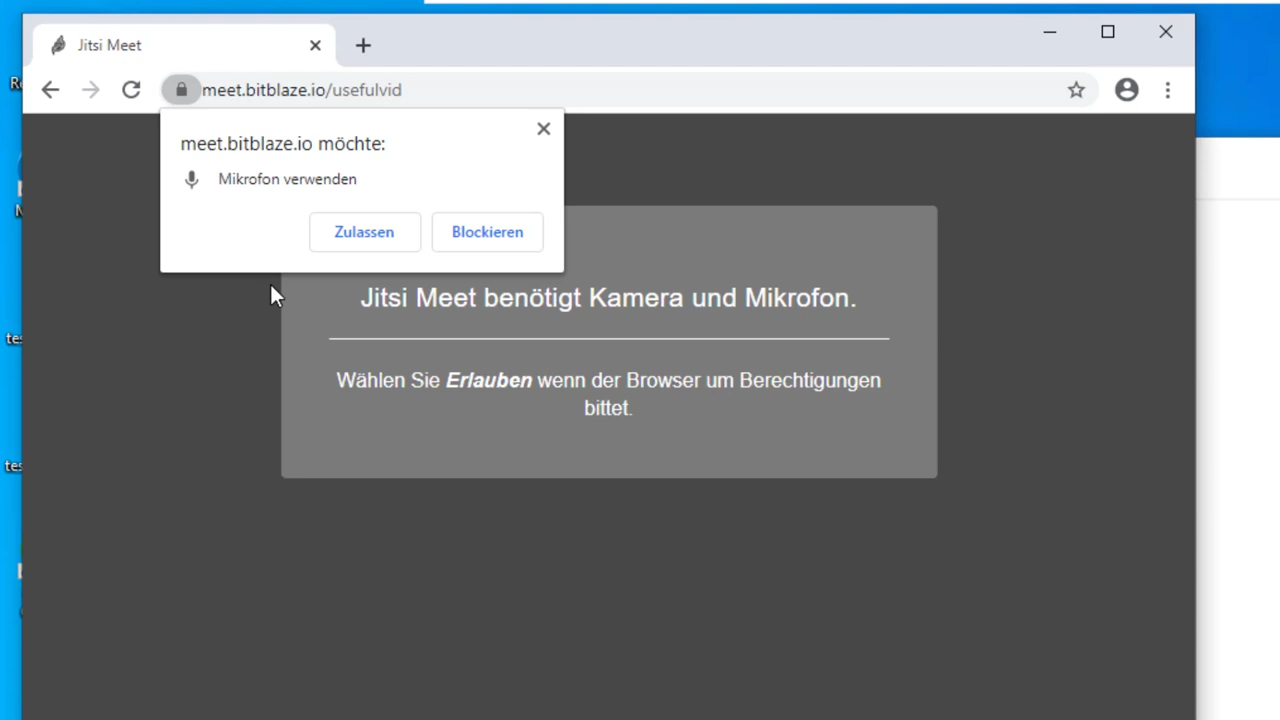 Jitsi Meet
meet.bitblaze.io/usefulvid
meet.bitblaze.io möchte:
Mikrofon verwenden
Zulassen Blockieren
Jitsi Meet benötigt Kamera und Mikrofon.
Wählen Sie Erlauben wenn der Browser um Berechtigungen
bittet.